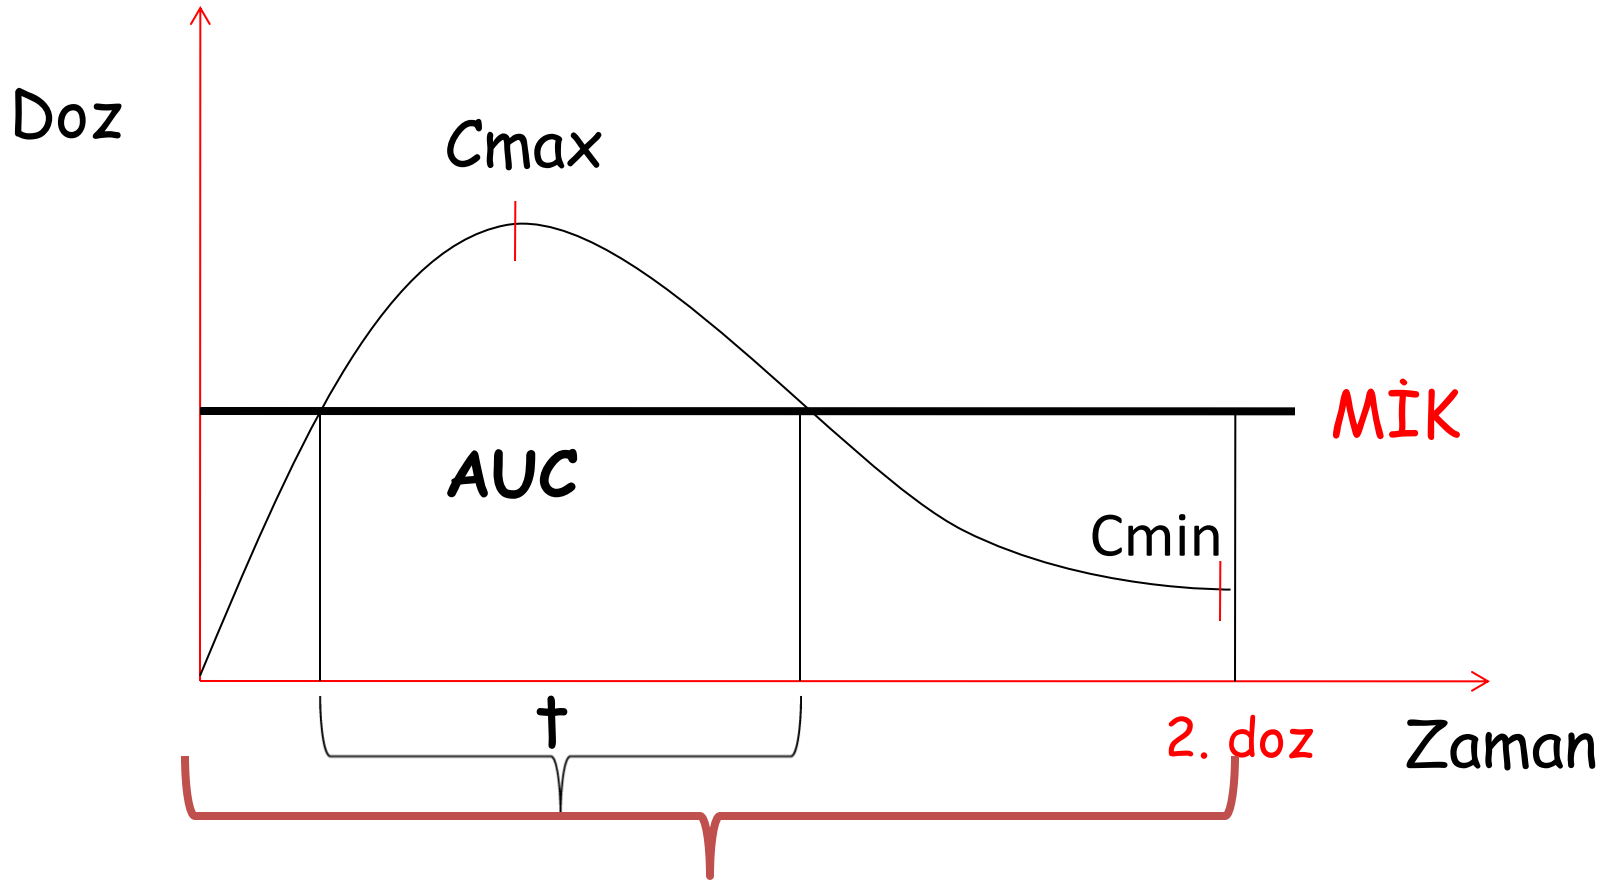 Doz
Cmax
MİK
AUC
Cmin
t
2. doz
Zaman